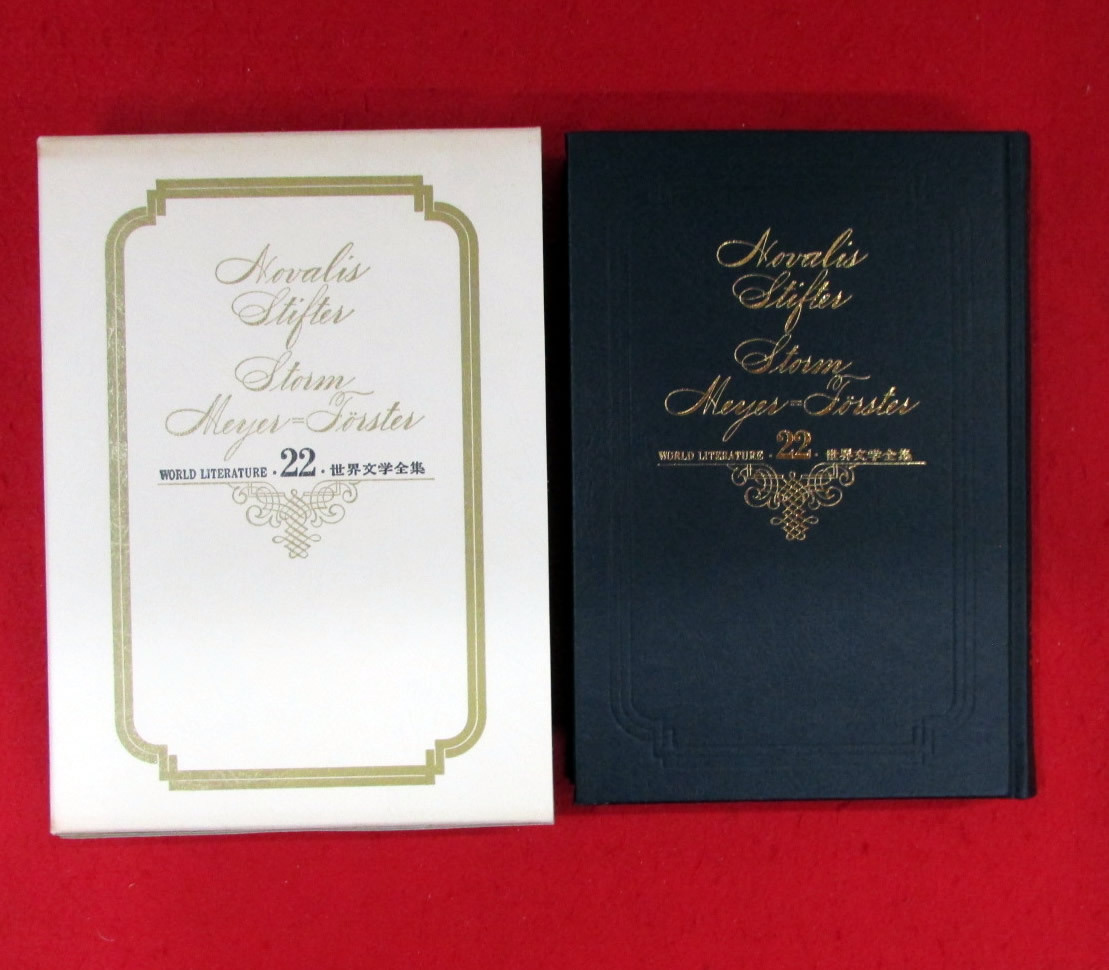 Novalis
Stifter
Storm
Meyer=Förster
WORLD LITERATURE・22・世界文学全集
Novalis
Stifter
Storm
Meyer=Förster
WORLD LITERATURE・22・世界文学全集